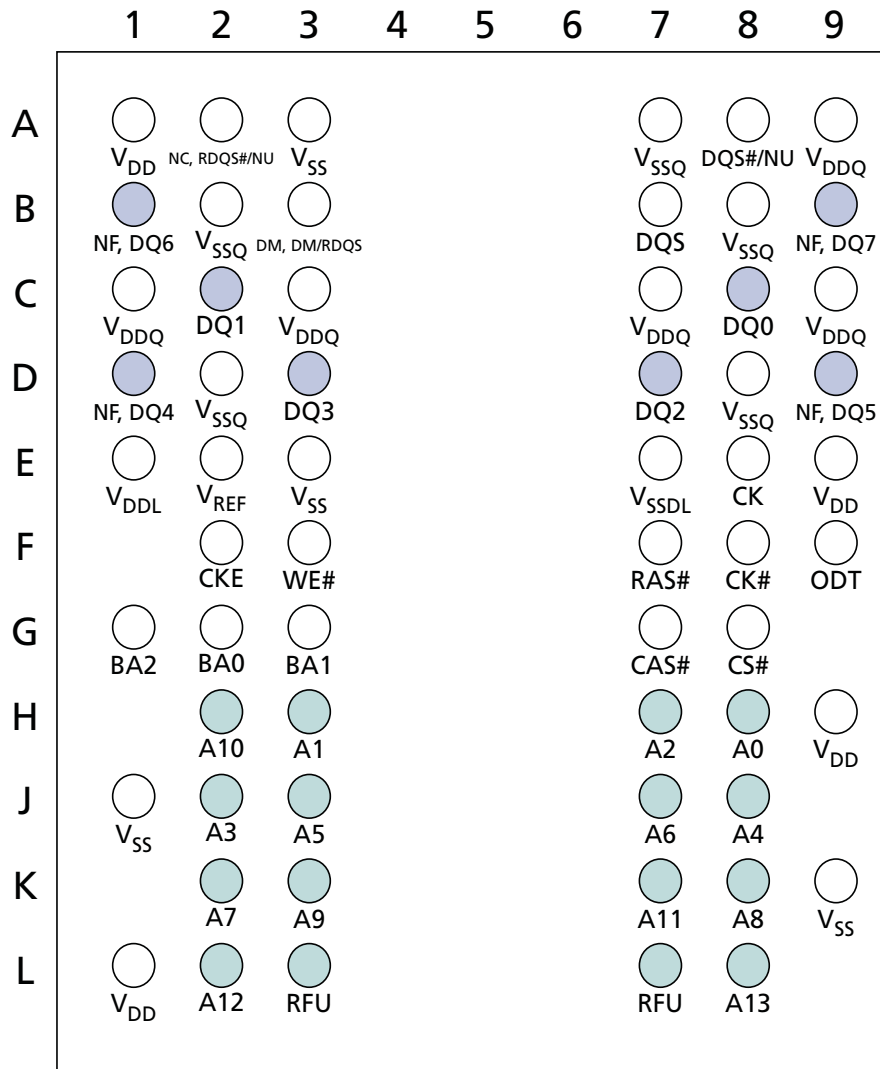 1 2 3 4 5 6 7 8 9
A
VDD NC, RDQS#/NU VSS VSSQ DQS#/NU VDDQ
B
NF, DQ6 VSSQ DM, DM/RDQS DQS VSSQ NF, DQ7
C
VDDQ DQ1 VDDQ VDDQ DQ0 VDDQ
D
NF, DQ4 VSSQ DQ3 DQ2 VSSQ NF, DQ5
E
VDDL VREF VSS VSSDL CK VDD
F
CKE WE# RAS# CK# ODT
G
BA2 BA0 BA1 CAS# CS#
H
A10 A1 A2 A0 VDD
J
VSS A3 A5 A6 A4
K
A7 A9 A11 A8 VSS
L
VDD A12 RFU RFU A13